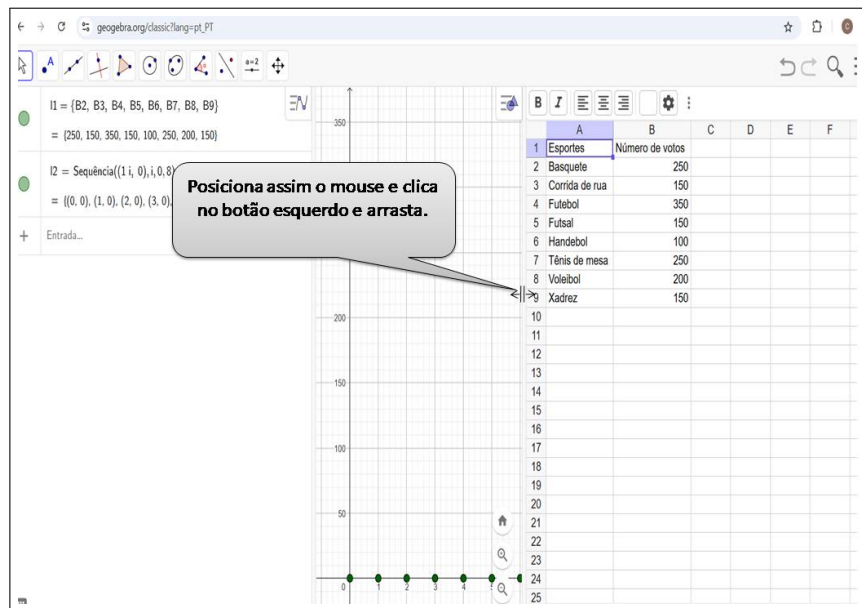 geogebra.org/classic?lang=pt_PT
A
a=2
l1 = {B2, B3, B4, B5, B6, B7, B8, B9}
= {250, 150, 350, 150, 100, 250, 200, 150}
l2 = Sequência((1 i, 0),i,0,8)
= {(0, 0), (1, 0), (2, 0), (3, 0),
Entrada...
Posiciona assim o mouse e clica
no botão esquerdo e arrasta.
350
200
150
100
50
0 1 2 3 4
B I
A B C D E F
1 Esportes Número de votos
2 Basquete 250
3 Corrida de rua 150
4 Futebol 350
5 Futsal 150
6 Handebol 100
7 Tênis de mesa 250
8 Voleibol 200
9 Xadrez 150
10
11
12
13
14
15
16
17
18
19
20
21
22
23
24
25